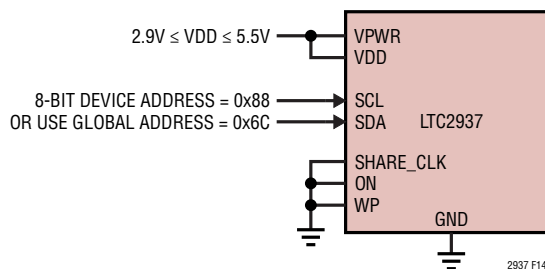 2.9V ≤ VDD ≤ 5.5V
VPWR
VDD
8-BIT DEVICE ADDRESS = 0x88
SCL
OR USE GLOBAL ADDRESS = 0x6C
SDA
LTC2937
SHARE_CLK
ON
WP
GND
2937 F14